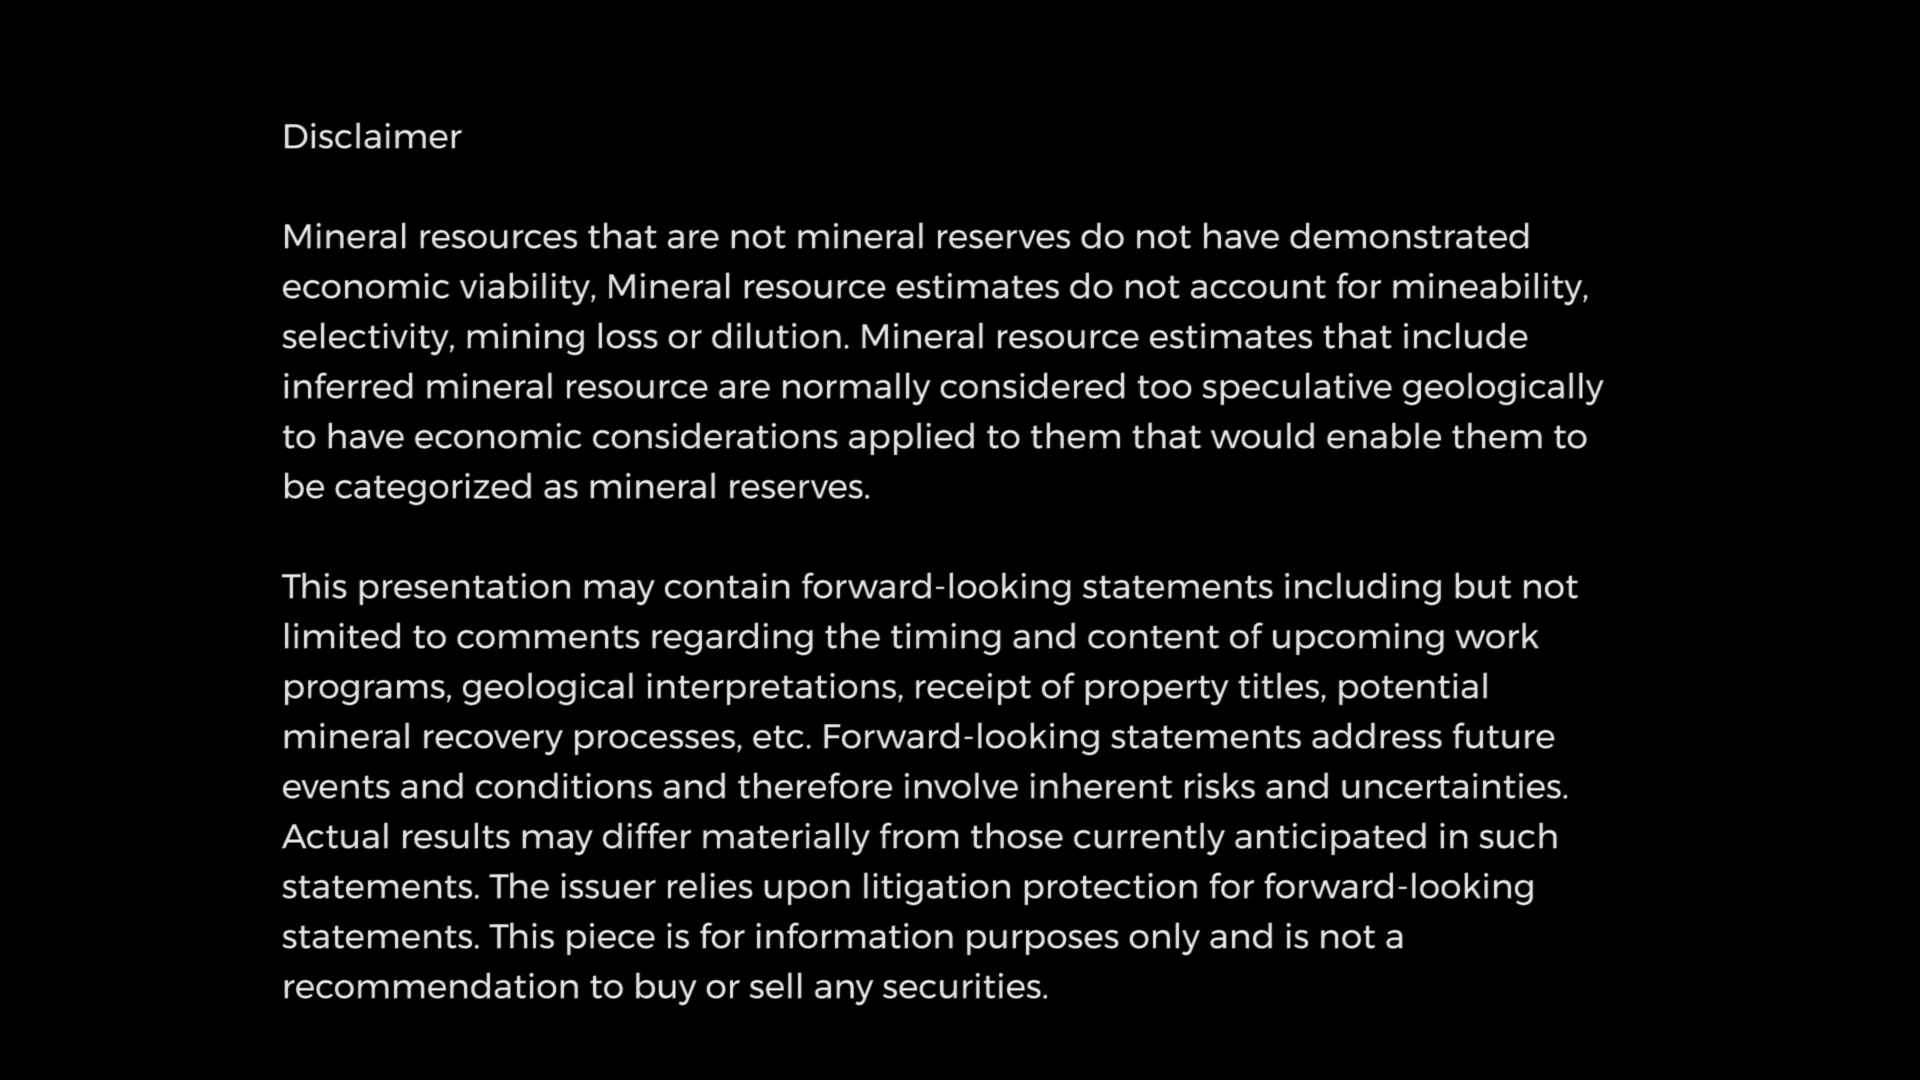 Disclaimer
Mineral resources that are not mineral reserves do not have demonstrated
economic viability, Mineral resource estimates do not account for mineability,
selectivity, mining loss or dilution. Mineral resource estimates that include
inferred mineral resource are normally considered too speculative geologically
to have economic considerations applied to them that would enable them to
be categorized as mineral reserves.
This presentation may contain forward-looking statements including but not
limited to comments regarding the timing and content of upcoming work
programs, geological interpretations, receipt of property titles, potential
mineral recovery processes, etc. Forward-looking statements address future
events and conditions and therefore involve inherent risks and uncertainties.
Actual results may differ materially from those currently anticipated in such
statements. The issuer relies upon litigation protection for forward-looking
statements. This piece is for information purposes only and is not a
recommendation to buy or sell any securities.